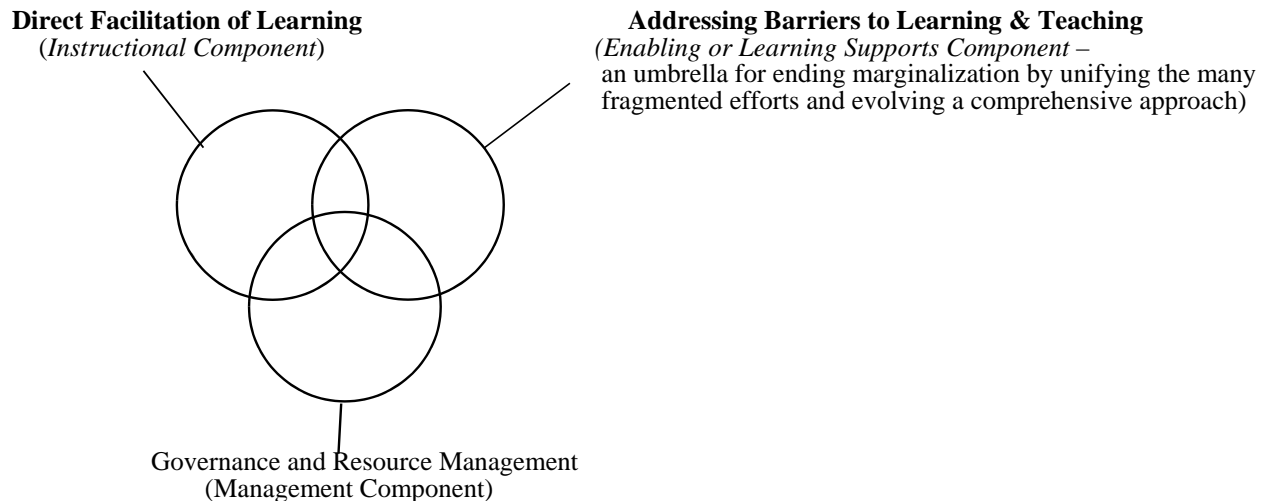 Direct Facilitation of Learning
(Instructional Component)
Addressing Barriers to Learning & Teaching
(Enabling or Learning Supports Component –
an umbrella for ending marginalization by unifying the many
fragmented efforts and evolving a comprehensive approach)
Governance and Resource Management
(Management Component)